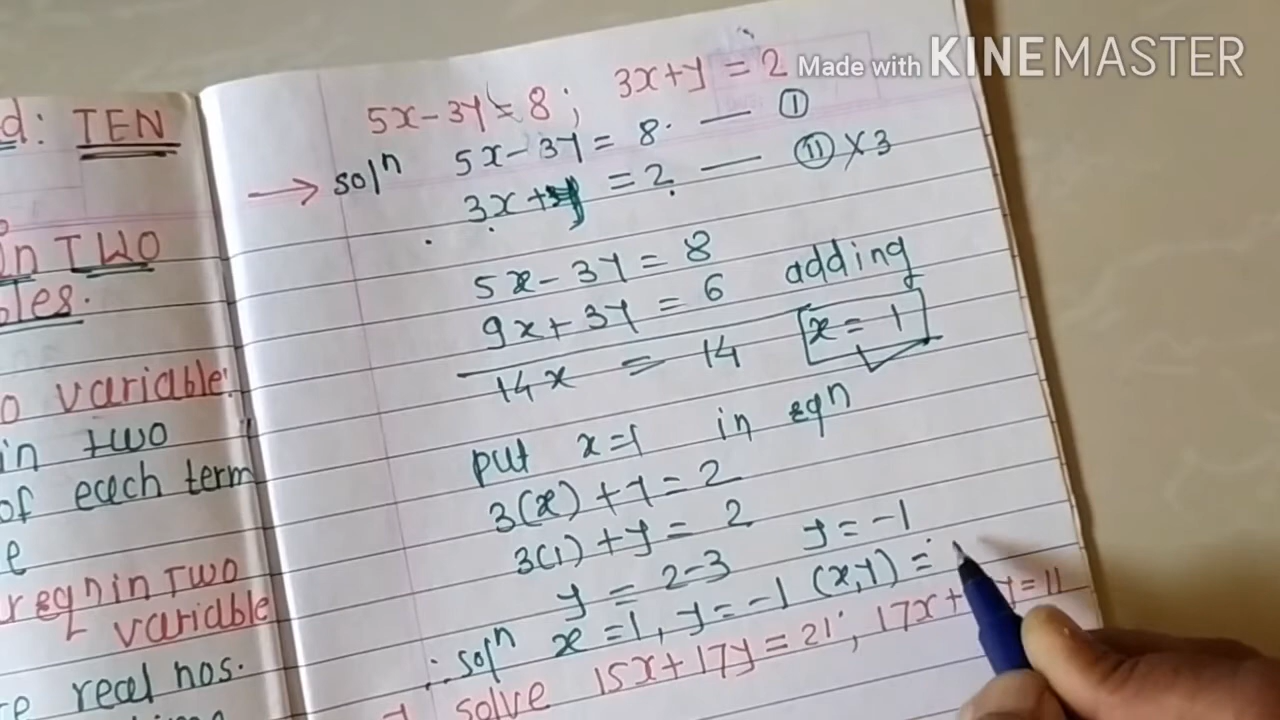 Made with KINEMASTER
d: TEN
in TWO
bles.
o variable
in two
of each term
e
r eqn in TWO
variable
re real nos.
5x-3y=8; 3x+y=2
→ soln 5x-3y=8. — (I)
3x+y=2. — (II)×3
5x-3y=8
9x+3y=6 adding
14x = 14 x=1
put x=1 in eqn
3(x)+y=2
3(1)+y=2
y=2-3 y=-1
∴ soln x=1, y=-1 (x,y)=
solve 15x+17y=21; 17x+ y=11